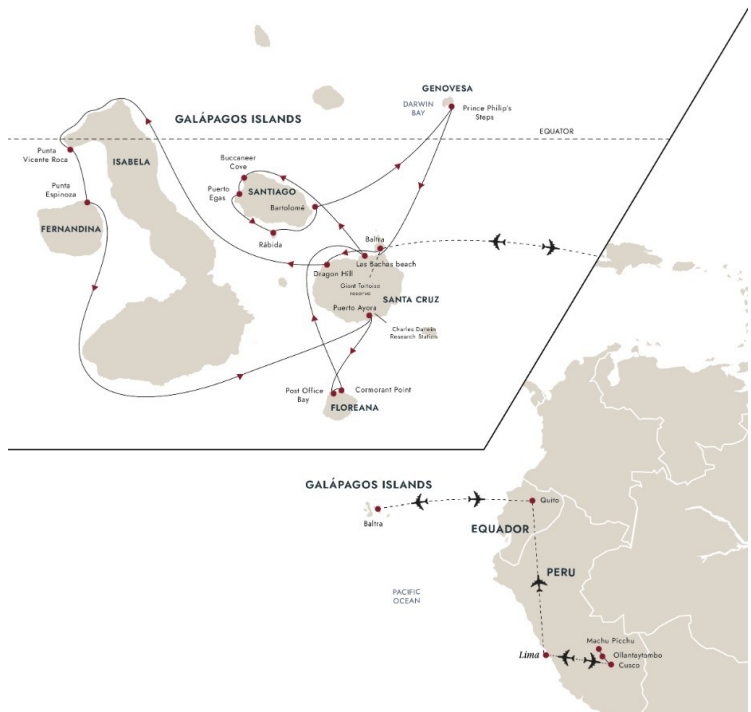 GENOVESA
DARWIN
BAY
Prince Philip's
Steps
GALÁPAGOS ISLANDS
EQUATOR
Punta
Vicente Roca
ISABELA
Buccaneer
Cove
Punta
Espinoza
Puerto
Egas
SANTIAGO
Bartolomé
FERNANDINA
Rábida
Baltra
Las Bachas beach
Dragon Hill
Giant Tortoise
reserve
SANTA CRUZ
Puerto Ayora
Charles Darwin
Research Station
Post Office
Bay
Cormorant Point
FLOREANA
GALÁPAGOS ISLANDS
Baltra
Quito
EQUADOR
PERU
PACIFIC
OCEAN
Machu Picchu
Ollantaytambo
Lima
Cusco